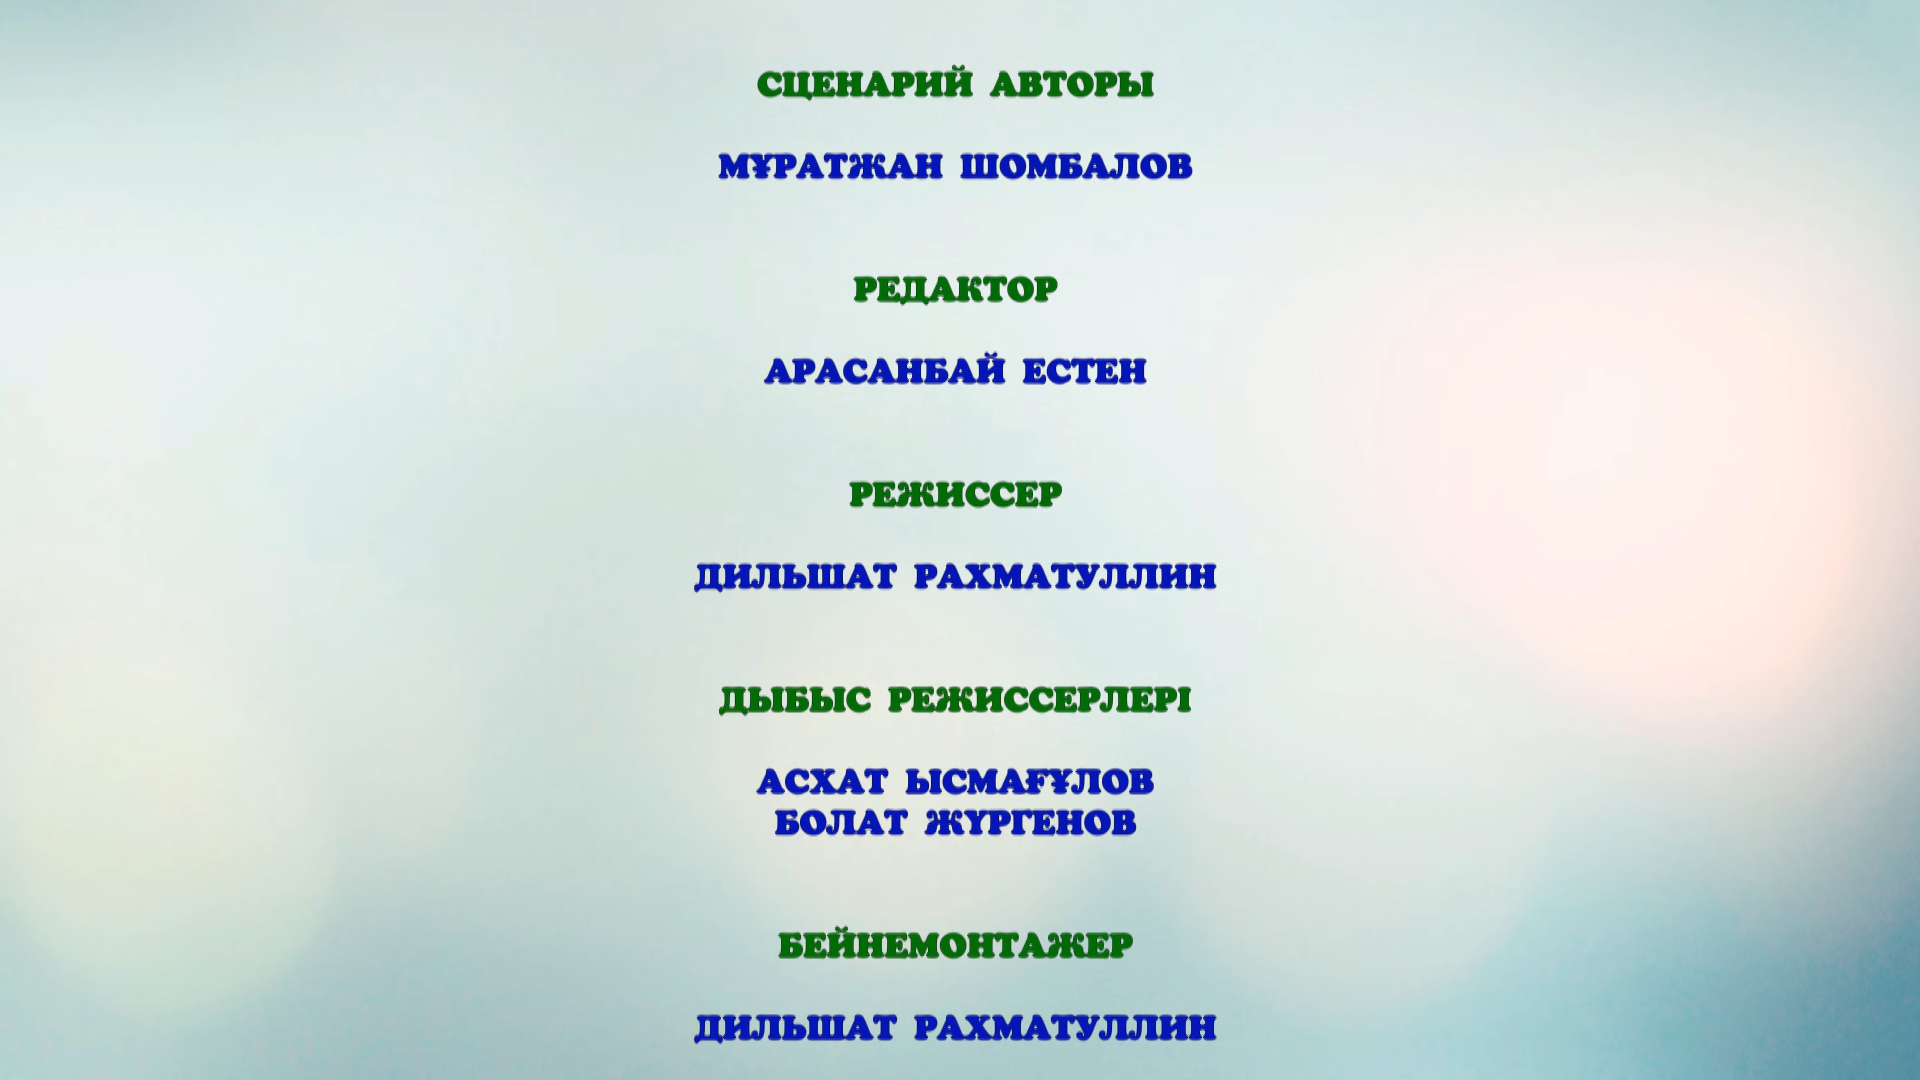 СЦЕНАРИЙ АВТОРЫ
МҰРАТЖАН ШОМБАЛОВ
РЕДАКТОР
АРАСАНБАЙ ЕСТЕН
РЕЖИССЕР
ДИЛЬШАТ РАХМАТУЛЛИН
ДЫБЫС РЕЖИССЕРЛЕРІ
АСХАТ ЫСМАҒҰЛОВ
БОЛАТ ЖҮРГЕНОВ
БЕЙНЕМОНТАЖЕР
ДИЛЬШАТ РАХМАТУЛЛИН